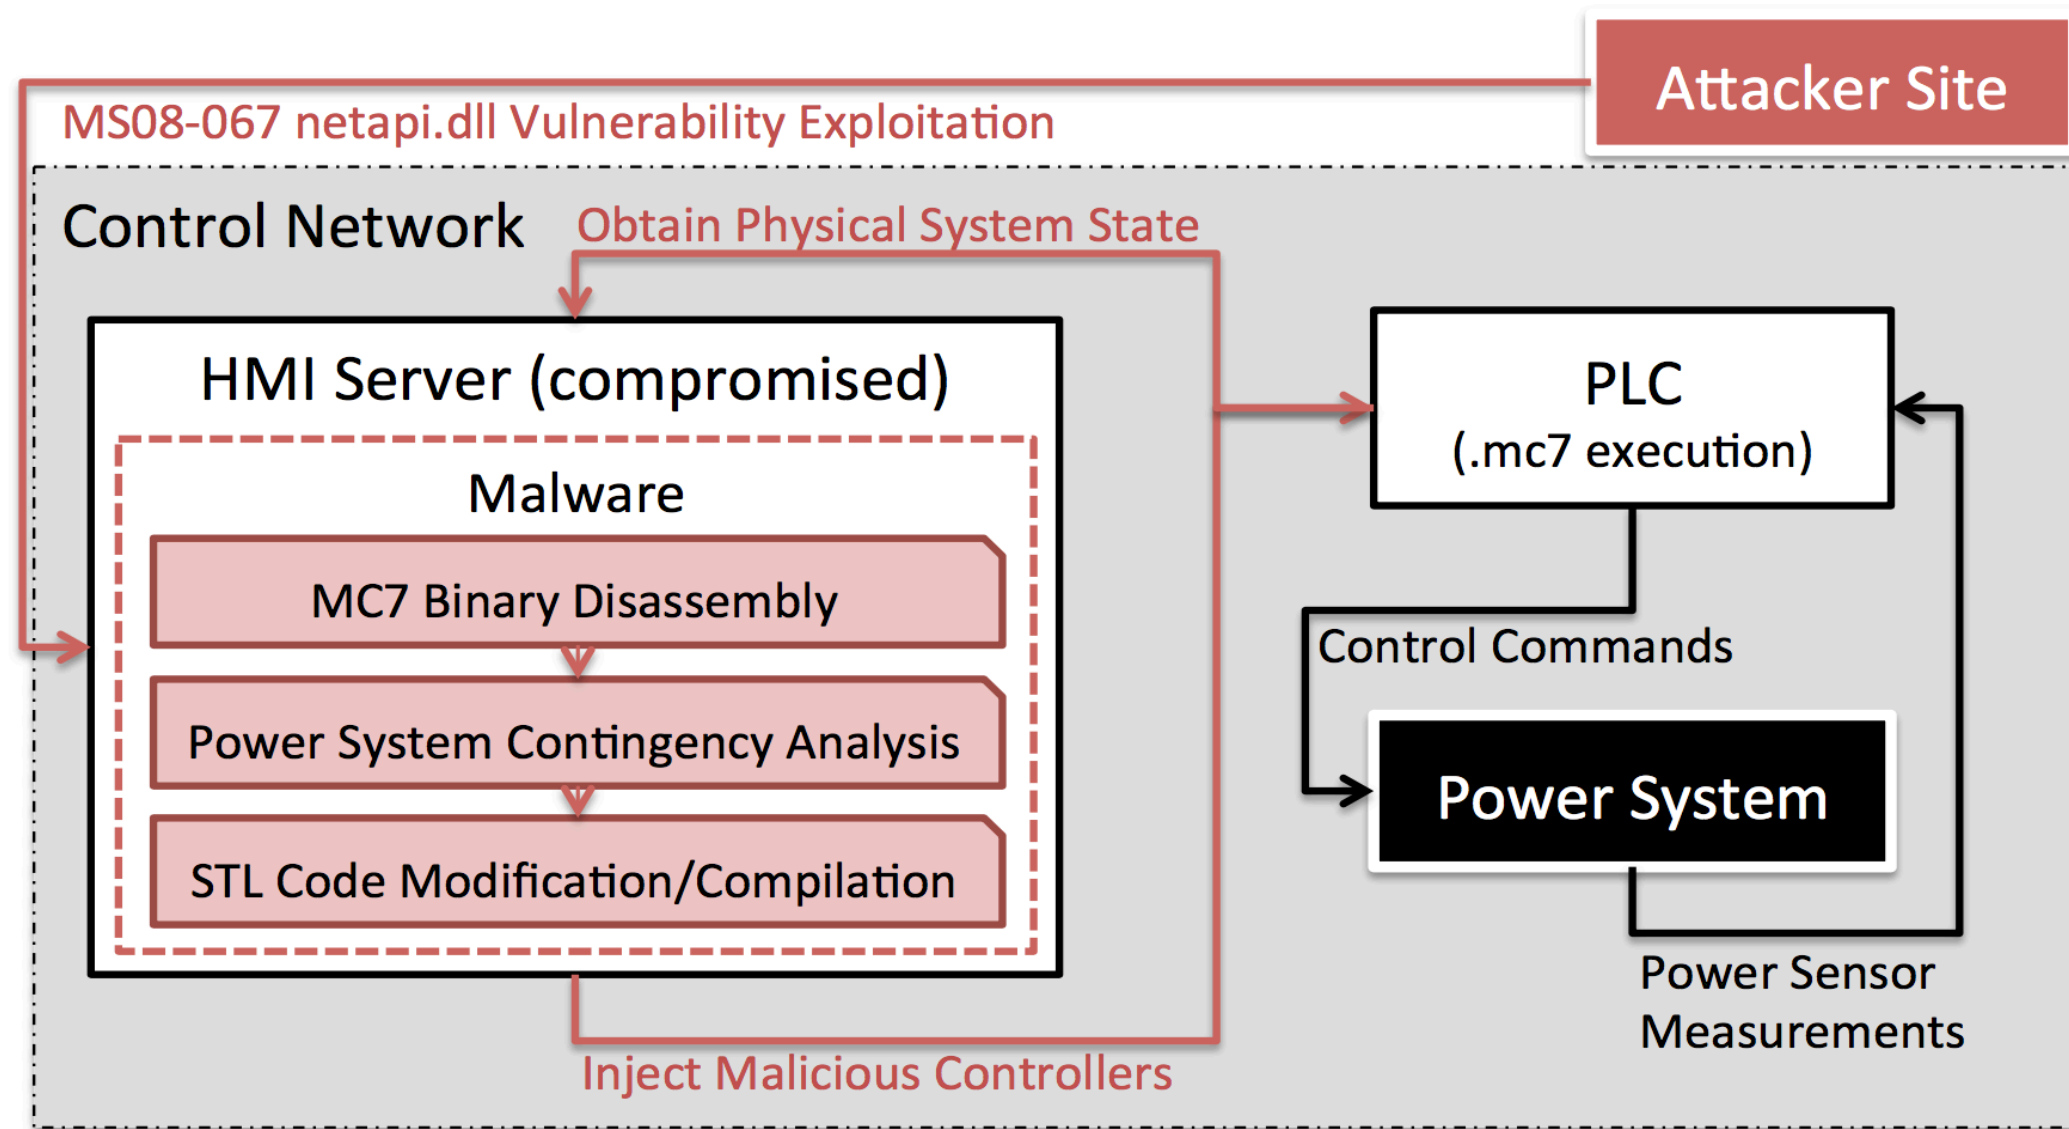 Attacker Site
MS08-067 netapi.dll Vulnerability Exploitation
Control Network
Obtain Physical System State
HMI Server (compromised)
Malware
MC7 Binary Disassembly
Power System Contingency Analysis
STL Code Modification/Compilation
Inject Malicious Controllers
PLC
(.mc7 execution)
Control Commands
Power System
Power Sensor
Measurements